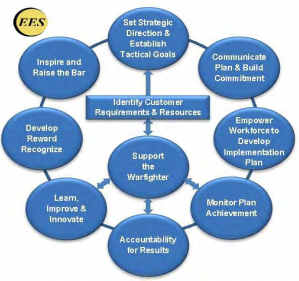 EES
Set Strategic
Direction &
Establish
Tactical Goals
Communicate
Plan & Build
Commitment
Inspire and
Raise the Bar
Identify Customer
Requirements & Resources
Empower
Workforce to
Develop
Implementation
Plan
Develop
Reward
Recognize
Support
the
Warfighter
Monitor Plan
Achievement
Learn,
Improve &
Innovate
Accountability
for Results